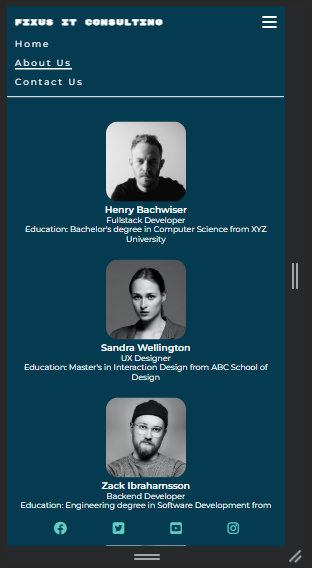 FIXUS IT CONSULTING
Home
About Us
Contact Us
Henry Bachwiser
Fullstack Developer
Education: Bachelor's degree in Computer Science from XYZ
University
Sandra Wellington
UX Designer
Education: Master's in Interaction Design from ABC School of
Design
Zack Ibrahamsson
Backend Developer
Education: Engineering degree in Software Development from